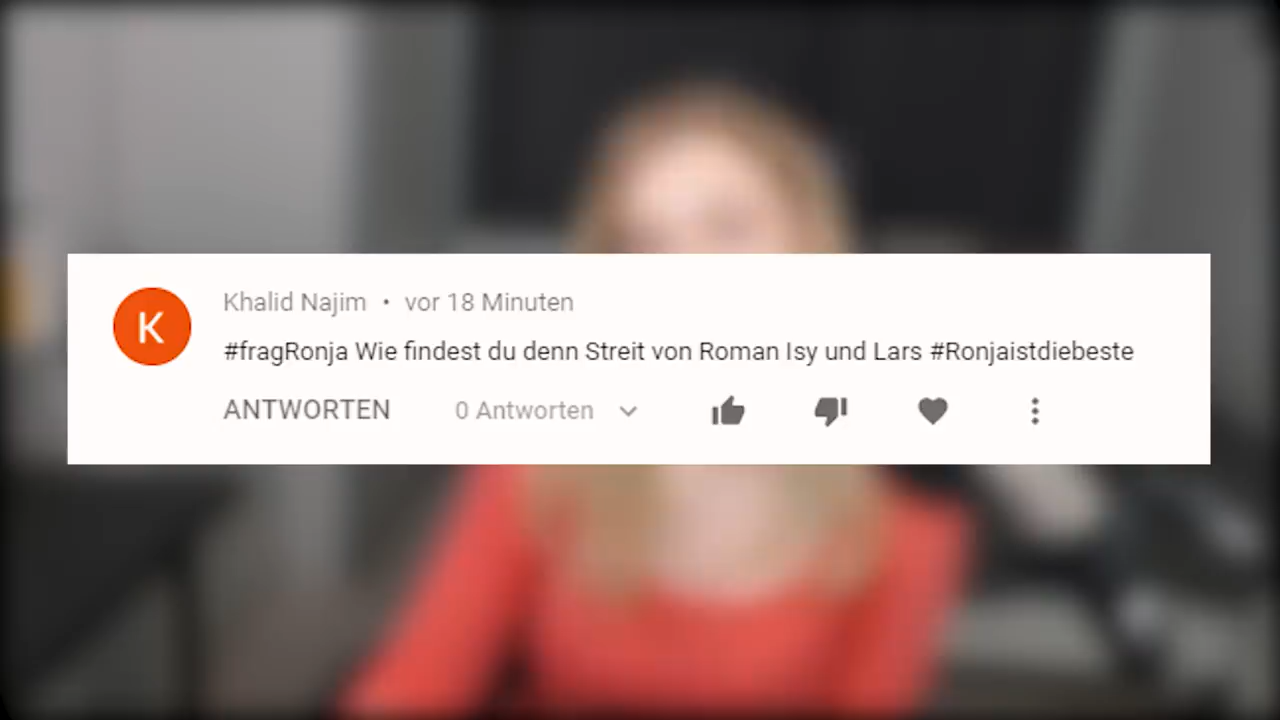 K
Khalid Najim • vor 18 Minuten
#fragRonja Wie findest du denn Streit von Roman Isy und Lars #Ronjaistdiebeste
ANTWORTEN 0 Antworten